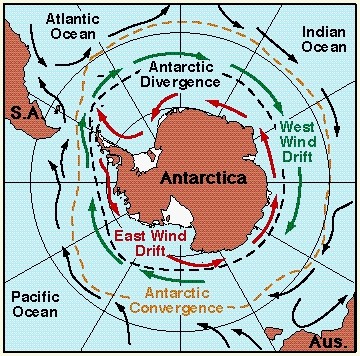 Atlantic
Ocean
Indian
Ocean
Antarctic
Divergence
S.A.
West
Wind
Drift
Antarctica
East Wind
Drift
Pacific
Ocean
Antarctic
Convergence
Aus.